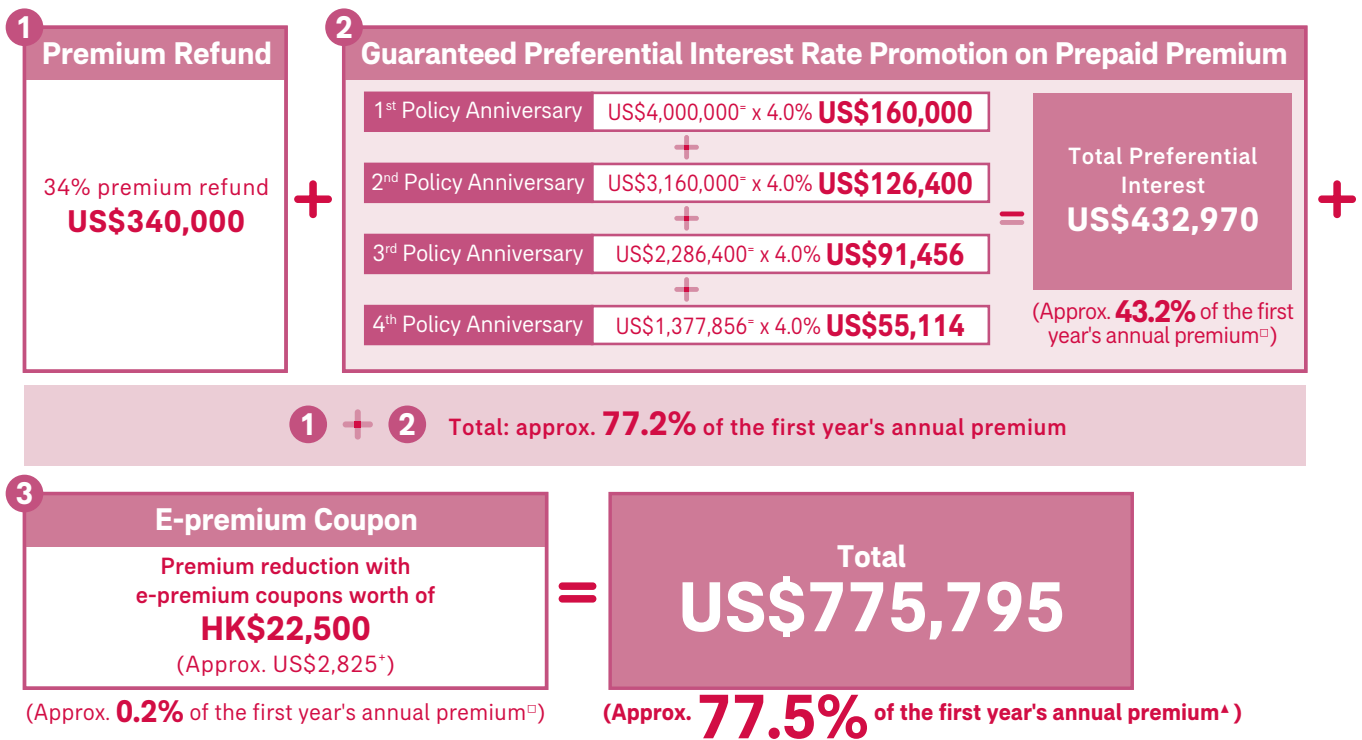 1
Premium Refund
34% premium refund
US$340,000
+
2
Guaranteed Preferential Interest Rate Promotion on Prepaid Premium
1st Policy Anniversary US$4,000,000= x 4.0% US$160,000
+
2nd Policy Anniversary US$3,160,000= x 4.0% US$126,400
+
3rd Policy Anniversary US$2,286,400= x 4.0% US$91,456
+
4th Policy Anniversary US$1,377,856= x 4.0% US$55,114
=
Total Preferential
Interest
US$432,970
(Approx. 43.2% of the first
year's annual premium□)
+
1 + 2 Total: approx. 77.2% of the first year's annual premium
3
E-premium Coupon
Premium reduction with
e-premium coupons worth of
HK$22,500
(Approx. US$2,825+)
(Approx. 0.2% of the first year's annual premium□)
=
Total
US$775,795
(Approx. 77.5% of the first year's annual premium▲)